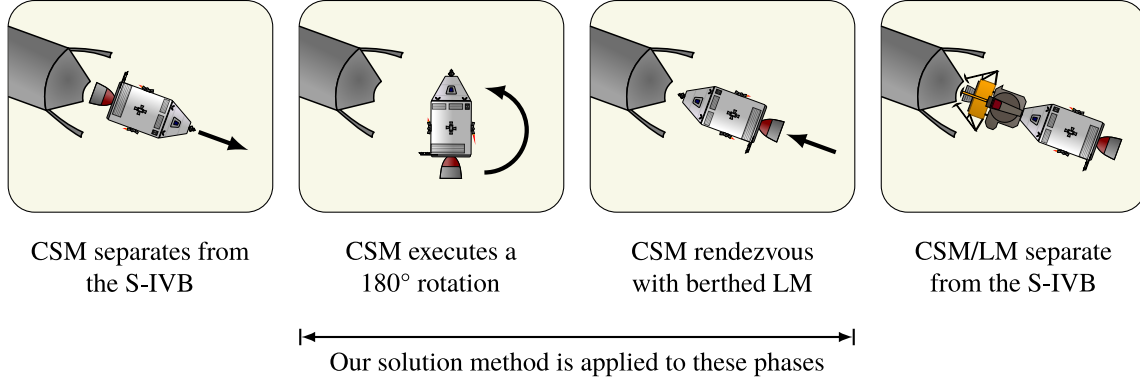 CSM separates from
the S-IVB
CSM executes a
180° rotation
CSM rendezvous
with berthed LM
CSM/LM separate
from the S-IVB
Our solution method is applied to these phases